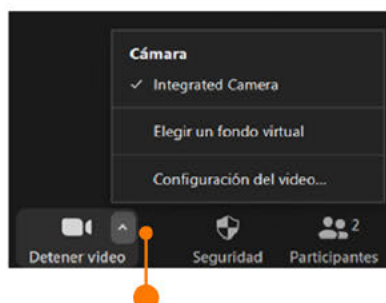 Cámara
✓ Integrated Camera
Elegir un fondo virtual
Configuración del video...
2
Detener video Seguridad Participantes